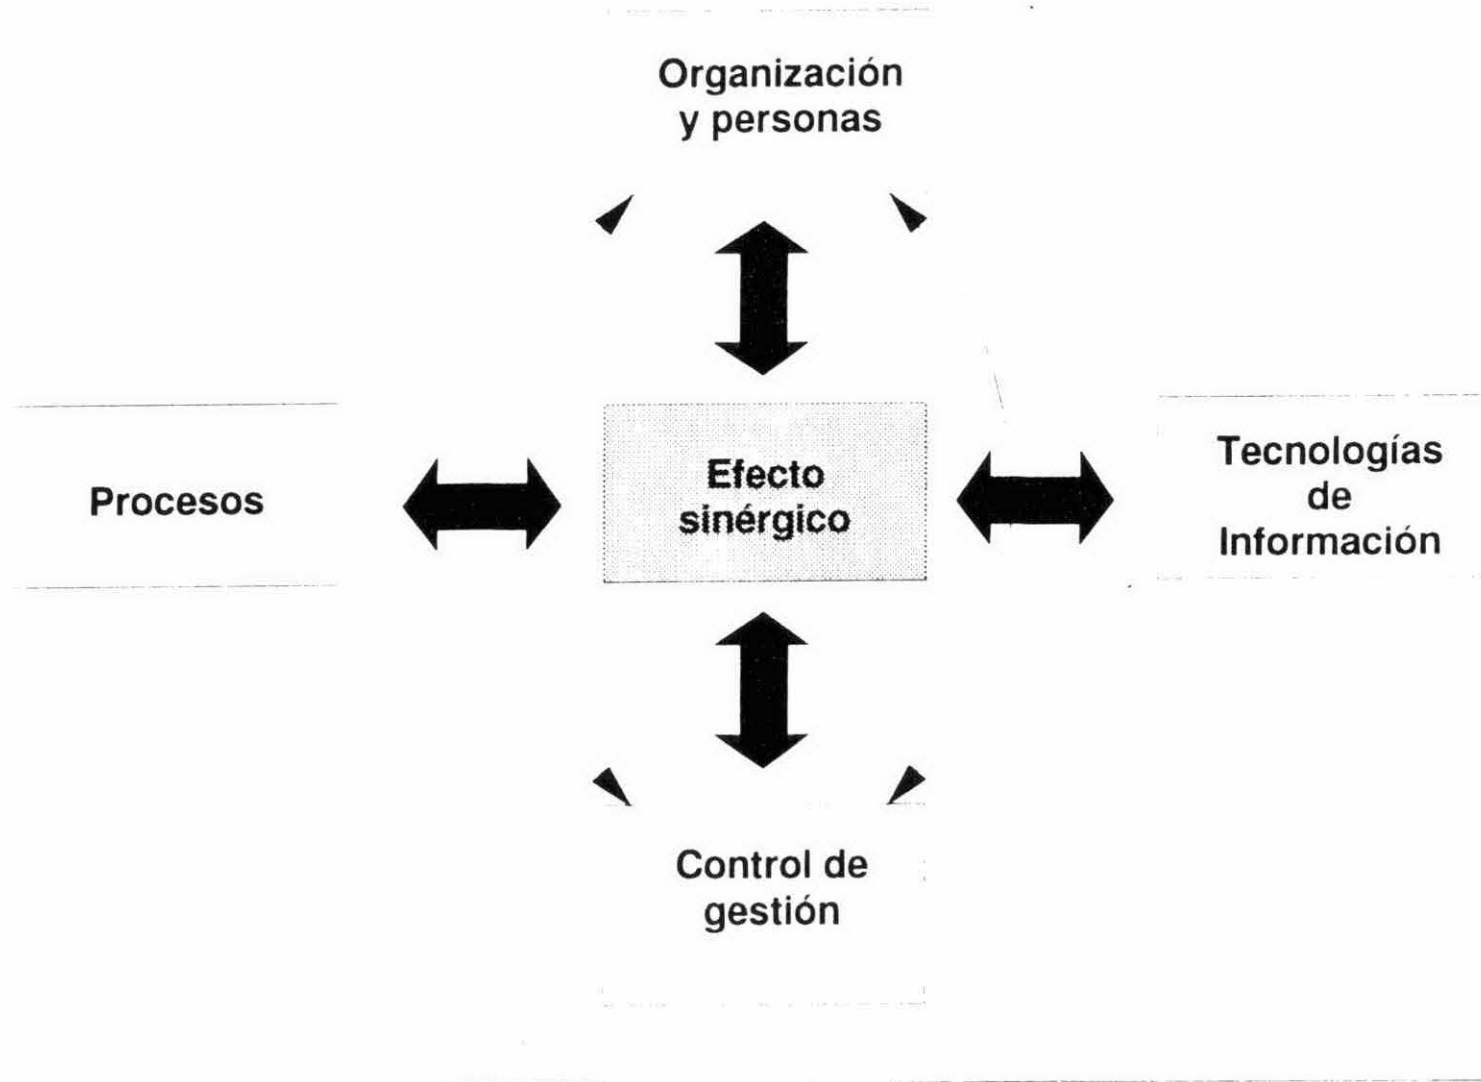 Organización
y personas
Procesos
Efecto
sinérgico
Tecnologías
de
Información
Control de
gestión